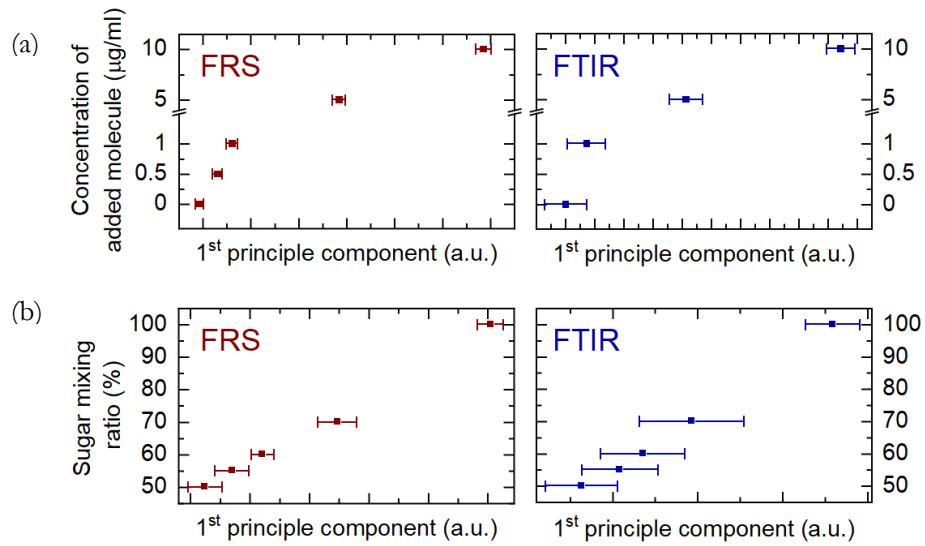 (a)
Concentration of
added molecule (μg/ml)
10
5
1
0.5
0
FRS
1st principle component (a.u.)
FTIR
10
5
1
0.5
0
1st principle component (a.u.)
(b)
Sugar mixing
ratio (%)
100
90
80
70
60
50
FRS
1st principle component (a.u.)
FTIR
100
90
80
70
60
50
1st principle component (a.u.)